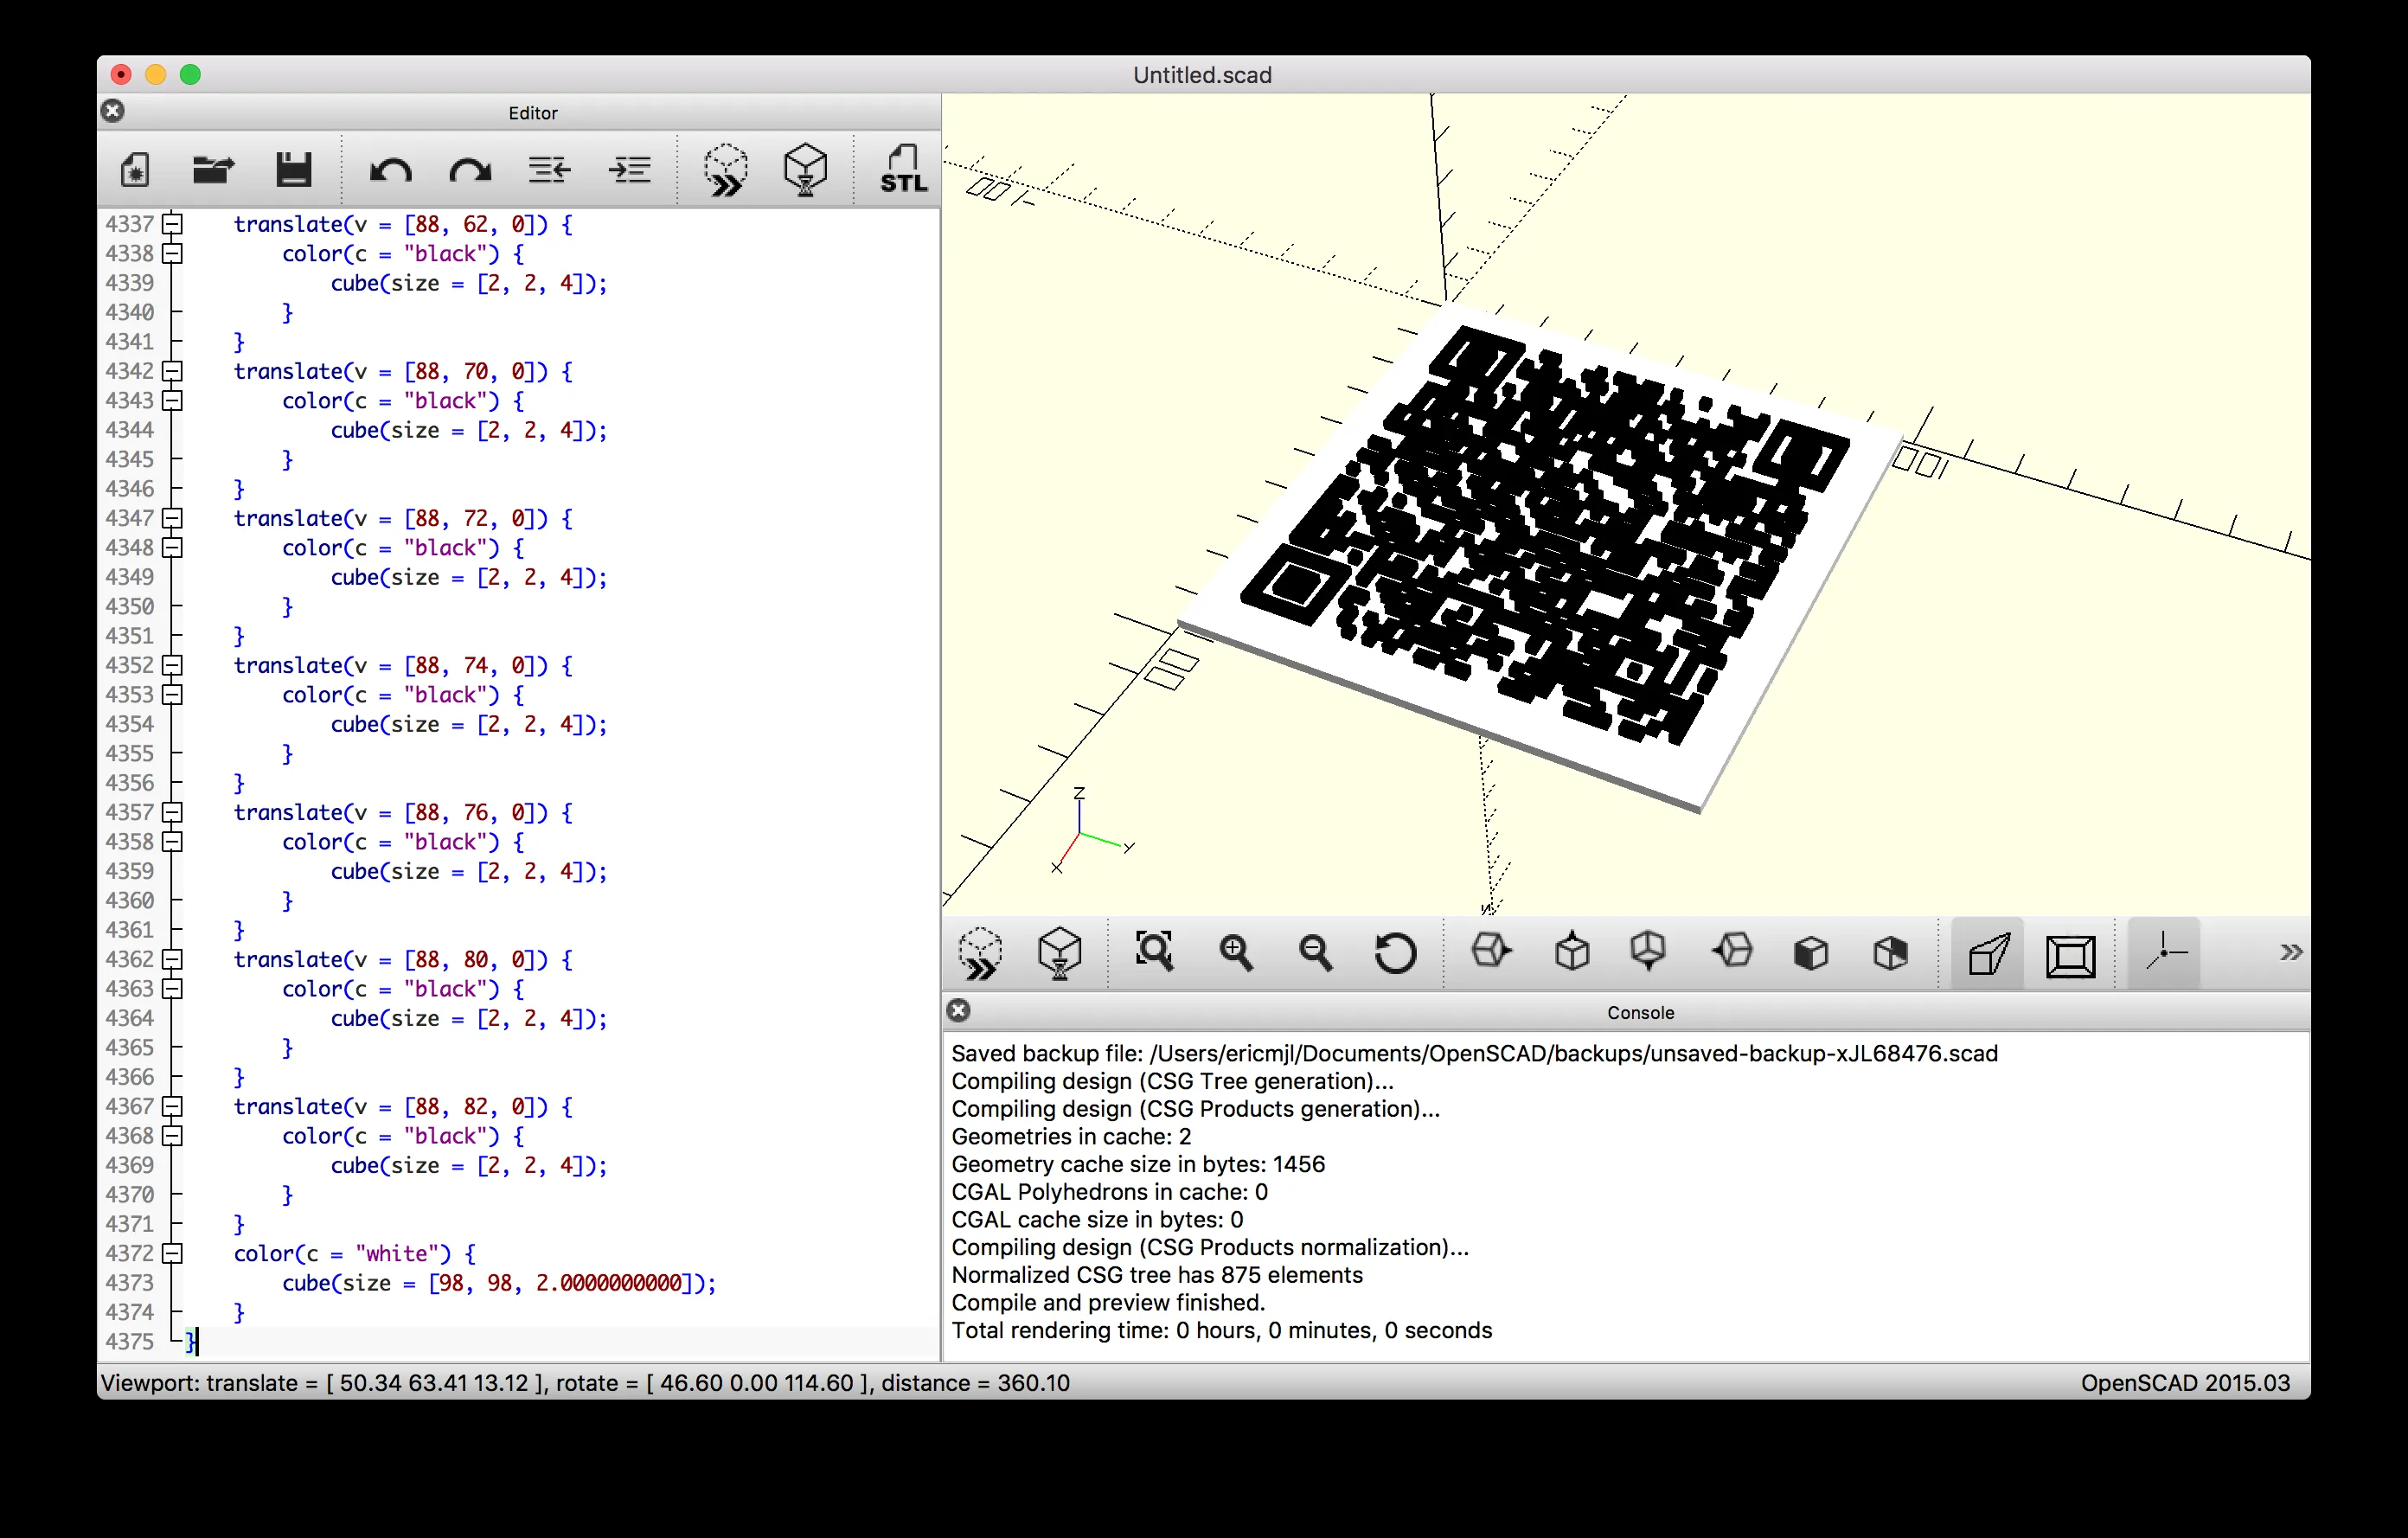 Untitled.scad
Editor
STL
4337 translate(v = [88, 62, 0]) {
4338 color(c = "black") {
4339 cube(size = [2, 2, 4]);
4340 }
4341 }
4342 translate(v = [88, 70, 0]) {
4343 color(c = "black") {
4344 cube(size = [2, 2, 4]);
4345 }
4346 }
4347 translate(v = [88, 72, 0]) {
4348 color(c = "black") {
4349 cube(size = [2, 2, 4]);
4350 }
4351 }
4352 translate(v = [88, 74, 0]) {
4353 color(c = "black") {
4354 cube(size = [2, 2, 4]);
4355 }
4356 }
4357 translate(v = [88, 76, 0]) {
4358 color(c = "black") {
4359 cube(size = [2, 2, 4]);
4360 }
4361 }
4362 translate(v = [88, 80, 0]) {
4363 color(c = "black") {
4364 cube(size = [2, 2, 4]);
4365 }
4366 }
4367 translate(v = [88, 82, 0]) {
4368 color(c = "black") {
4369 cube(size = [2, 2, 4]);
4370 }
4371 }
4372 color(c = "white") {
4373 cube(size = [98, 98, 2.0000000000]);
4374 }
4375 }
100
100
Z
Y
X
Console
Saved backup file: /Users/ericmjl/Documents/OpenSCAD/backups/unsaved-backup-xJL68476.scad
Compiling design (CSG Tree generation)...
Compiling design (CSG Products generation)...
Geometries in cache: 2
Geometry cache size in bytes: 1456
CGAL Polyhedrons in cache: 0
CGAL cache size in bytes: 0
Compiling design (CSG Products normalization)...
Normalized CSG tree has 875 elements
Compile and preview finished.
Total rendering time: 0 hours, 0 minutes, 0 seconds
Viewport: translate = [ 50.34 63.41 13.12 ], rotate = [ 46.60 0.00 114.60 ], distance = 360.10
OpenSCAD 2015.03